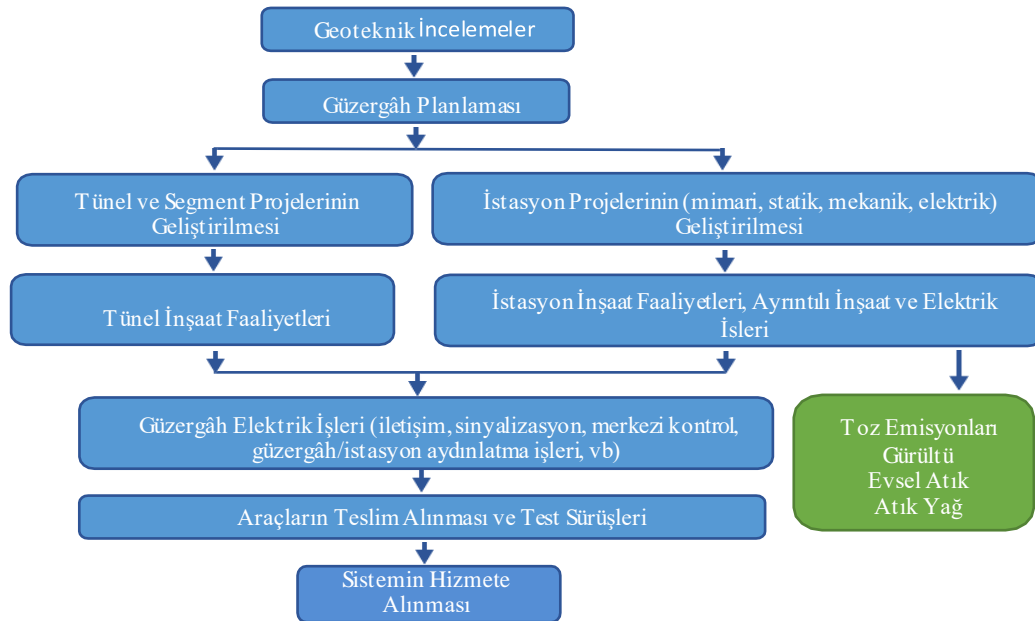 Geoteknik İncelemeler
Güzergâh Planlaması
Tünel ve Segment Projelerinin
Geliştirilmesi
İstasyon Projelerinin (mimari, statik, mekanik, elektrik)
Geliştirilmesi
Tünel İnşaat Faaliyetleri
İstasyon İnşaat Faaliyetleri, Ayrıntılı İnşaat ve Elektrik
İsleri
Güzergâh Elektrik İşleri (iletişim, sinyalizasyon, merkezi kontrol,
güzergâh/istasyon aydınlatma işleri, vb)
Toz Emisyonları
Gürültü
Evsel Atık
Atık Yağ
Araçların Teslim Alınması ve Test Sürüşleri
Sistemin Hizmete
Alınması